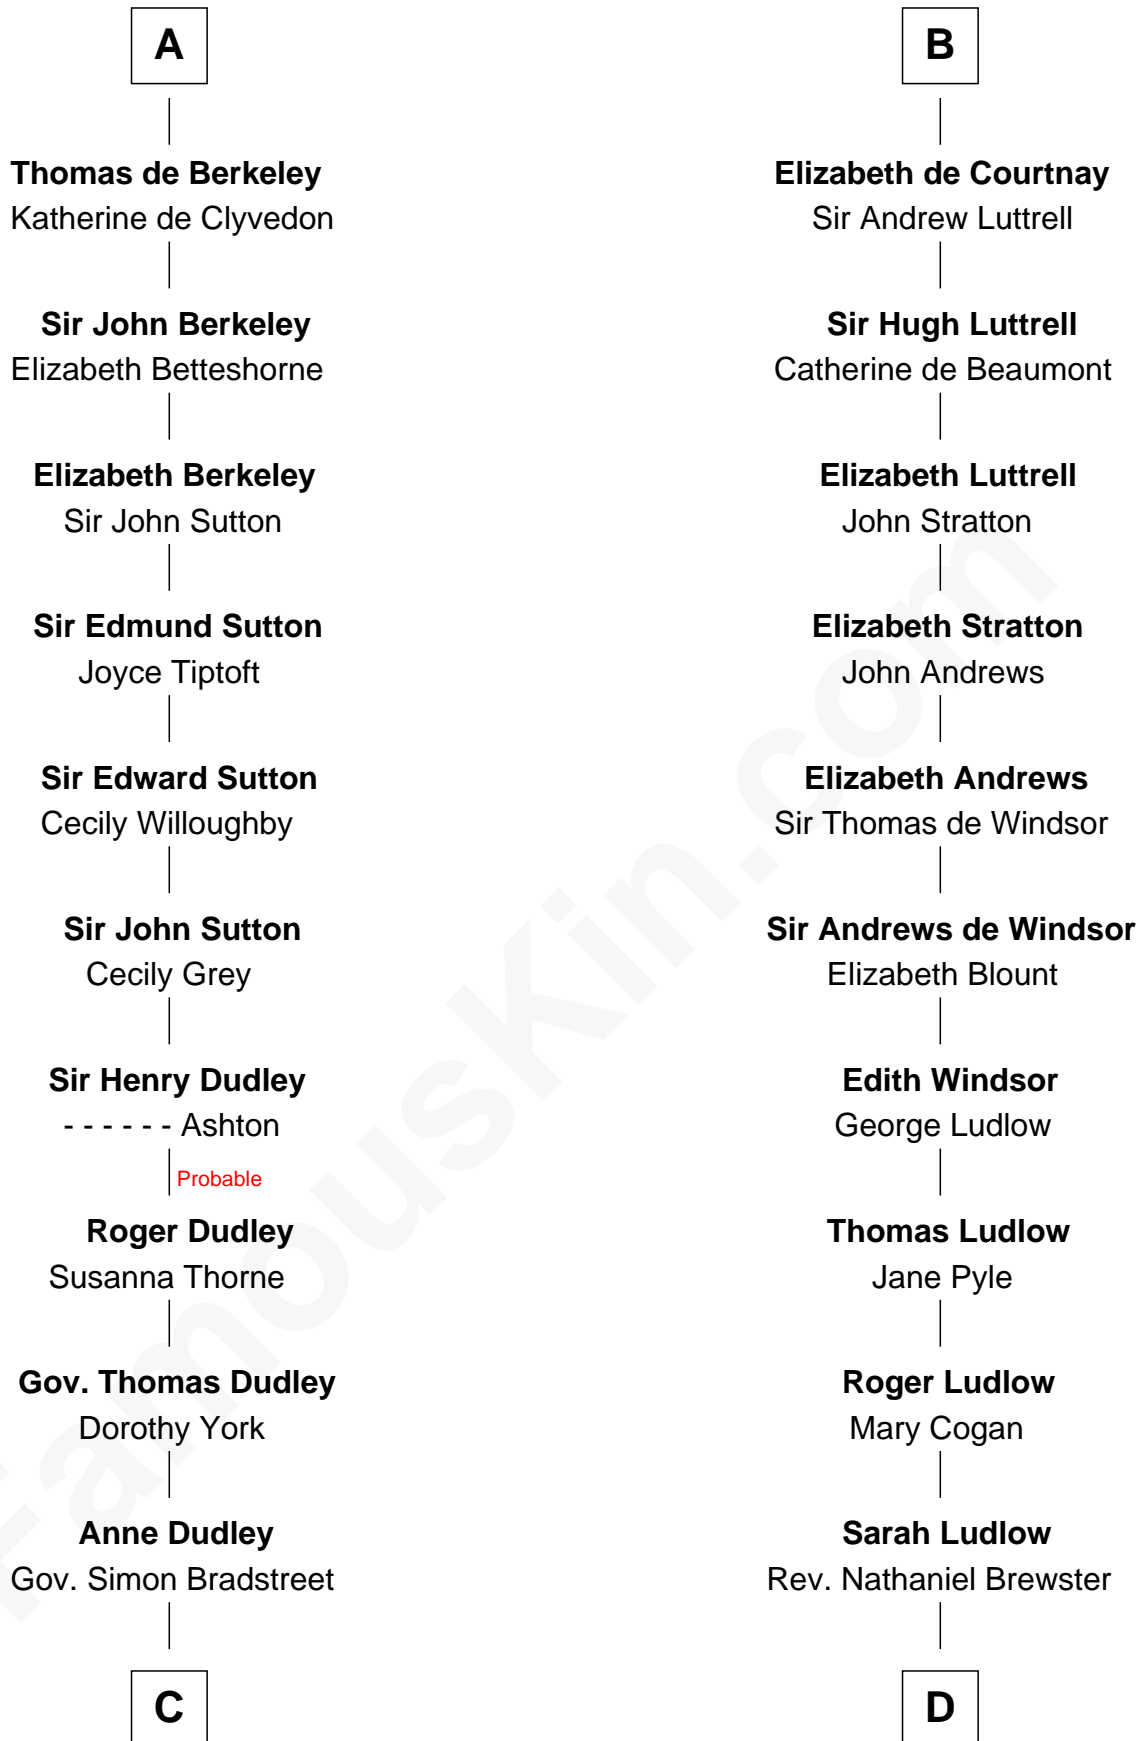 A
Thomas de Berkeley
Katherine de Clyvedon
Sir John Berkeley
Elizabeth Betteshorne
Elizabeth Berkeley
Sir John Sutton
Sir Edmund Sutton
Joyce Tiptoft
Sir Edward Sutton
Cecily Willoughby
Sir John Sutton
Cecily Grey
Sir Henry Dudley
- - - - - - Ashton
Probable
Roger Dudley
Susanna Thorne
Gov. Thomas Dudley
Dorothy York
Anne Dudley
Gov. Simon Bradstreet
C
B
Elizabeth de Courtnay
Sir Andrew Luttrell
Sir Hugh Luttrell
Catherine de Beaumont
Elizabeth Luttrell
John Stratton
Elizabeth Stratton
John Andrews
Elizabeth Andrews
Sir Thomas de Windsor
Sir Andrews de Windsor
Elizabeth Blount
Edith Windsor
George Ludlow
Thomas Ludlow
Jane Pyle
Roger Ludlow
Mary Cogan
Sarah Ludlow
Rev. Nathaniel Brewster
D
FamousKin.com